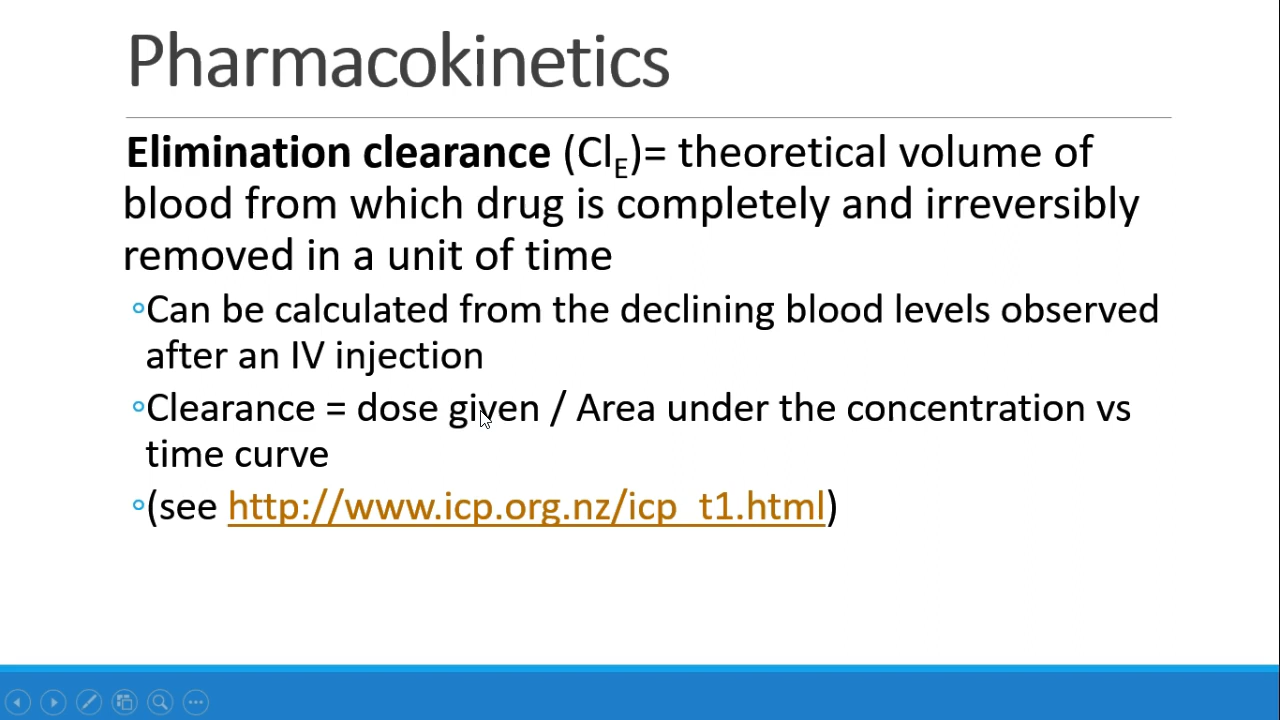 Pharmacokinetics
Elimination clearance (ClE)= theoretical volume of
blood from which drug is completely and irreversibly
removed in a unit of time
◦Can be calculated from the declining blood levels observed
after an IV injection
◦Clearance = dose given / Area under the concentration vs
time curve
◦(see http://www.icp.org.nz/icp_t1.html)